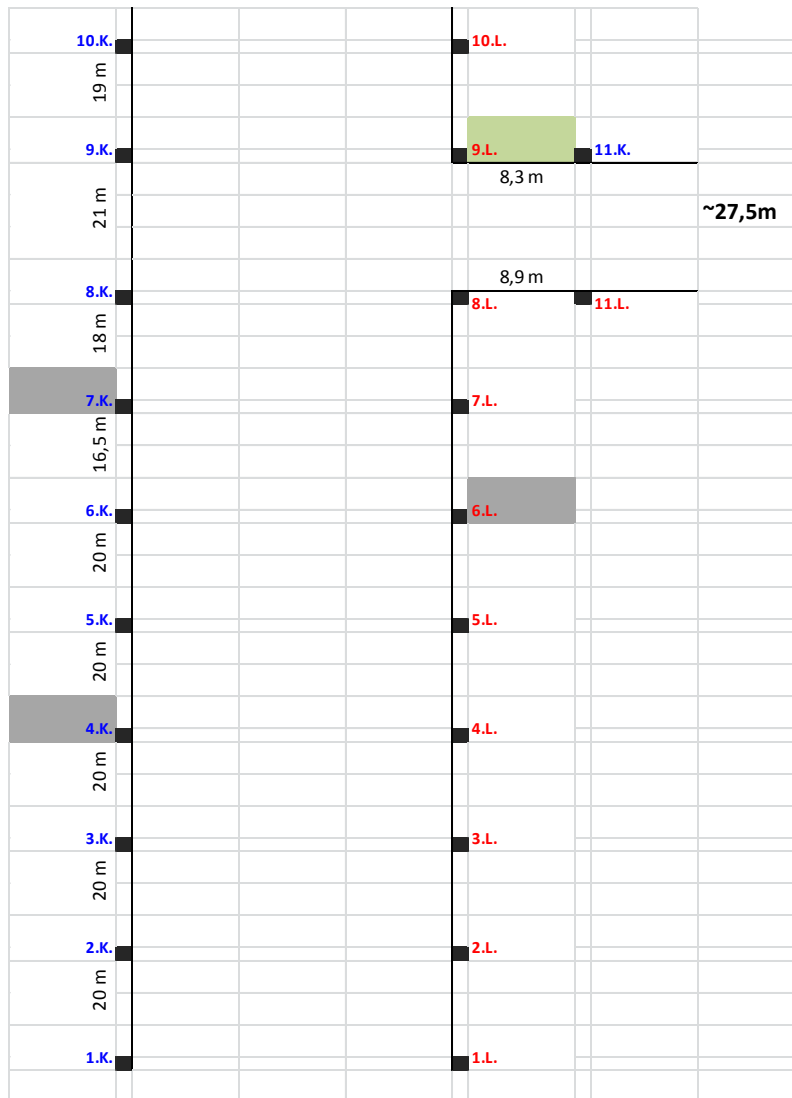 10.K. 10.L.
19 m
9.K. 9.L. 11.K.
8,3 m
21 m
~27,5m
8,9 m
8.K. 8.L. 11.L.
18 m
7.K. 7.L.
16,5 m
6.K. 6.L.
20 m
5.K. 5.L.
20 m
4.K. 4.L.
20 m
3.K. 3.L.
20 m
2.K. 2.L.
20 m
1.K. 1.L.